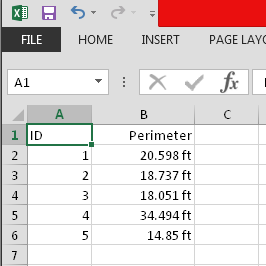 FILE HOME INSERT PAGE LAYO
A1
A B C
1 ID Perimeter
2 1 20.598 ft
3 2 18.737 ft
4 3 18.051 ft
5 4 34.494 ft
6 5 14.85 ft